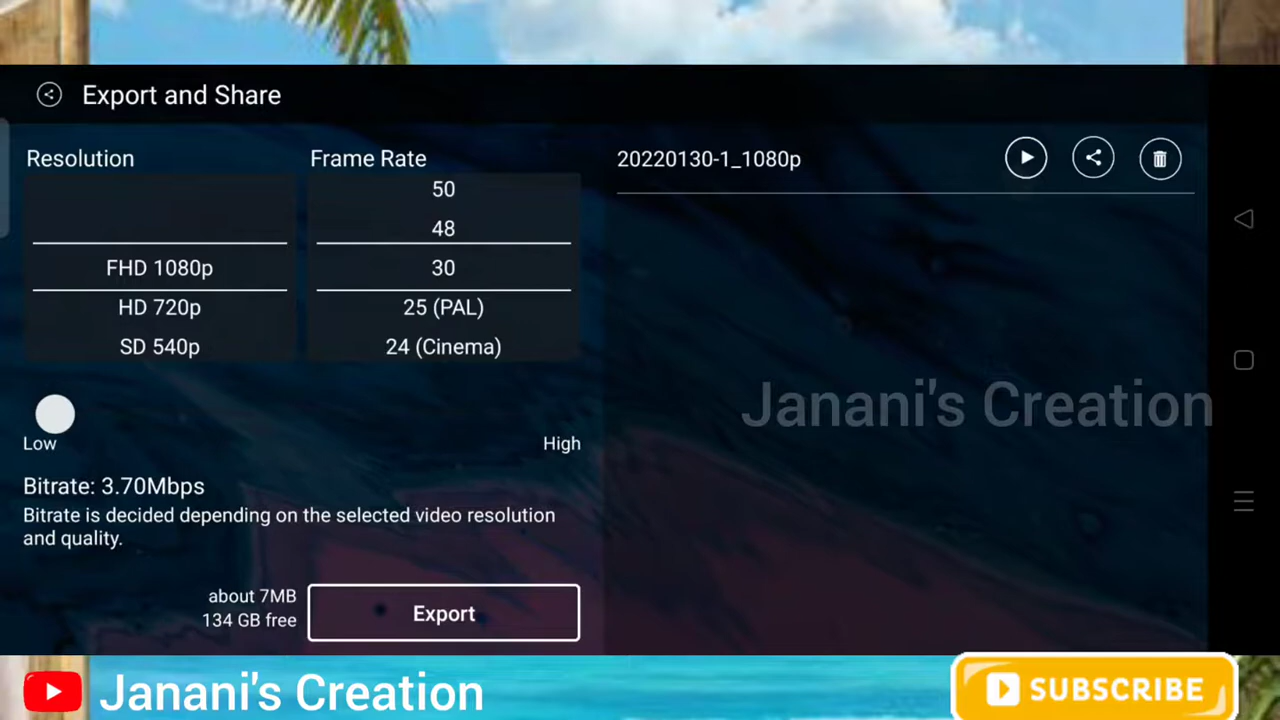 Export and Share
Resolution
Frame Rate
20220130-1_1080p
50
48
FHD 1080p
30
HD 720p
25 (PAL)
SD 540p
24 (Cinema)
Janani's Creation
Low
High
Bitrate: 3.70Mbps
Bitrate is decided depending on the selected video resolution
and quality.
about 7MB
134 GB free
Export
Janani's Creation
SUBSCRIBE